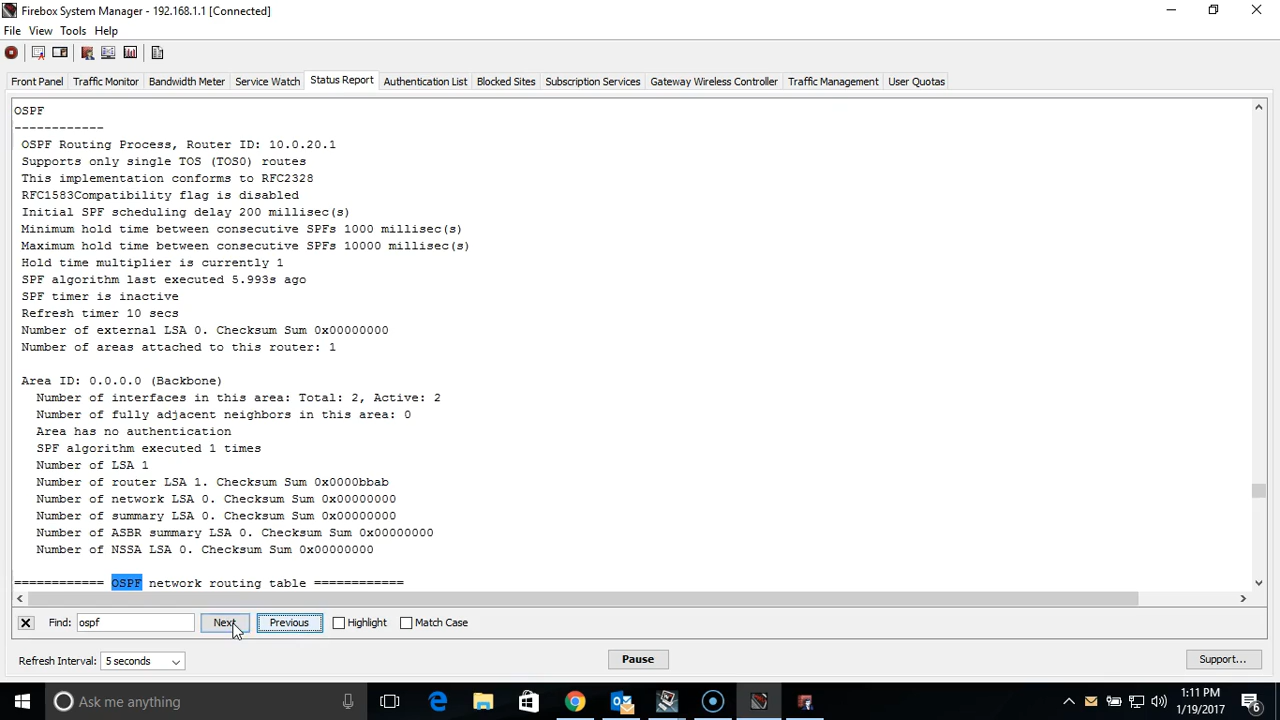 Firebox System Manager - 192.168.1.1 [Connected]
File View Tools Help
Front Panel Traffic Monitor Bandwidth Meter Service Watch Status Report Authentication List Blocked Sites Subscription Services Gateway Wireless Controller Traffic Management User Quotas
OSPF
------------
OSPF Routing Process, Router ID: 10.0.20.1
Supports only single TOS (TOS0) routes
This implementation conforms to RFC2328
RFC1583Compatibility flag is disabled
Initial SPF scheduling delay 200 millisec(s)
Minimum hold time between consecutive SPFs 1000 millisec(s)
Maximum hold time between consecutive SPFs 10000 millisec(s)
Hold time multiplier is currently 1
SPF algorithm last executed 5.993s ago
SPF timer is inactive
Refresh timer 10 secs
Number of external LSA 0. Checksum Sum 0x00000000
Number of areas attached to this router: 1
Area ID: 0.0.0.0 (Backbone)
Number of interfaces in this area: Total: 2, Active: 2
Number of fully adjacent neighbors in this area: 0
Area has no authentication
SPF algorithm executed 1 times
Number of LSA 1
Number of router LSA 1. Checksum Sum 0x0000bbab
Number of network LSA 0. Checksum Sum 0x00000000
Number of summary LSA 0. Checksum Sum 0x00000000
Number of ASBR summary LSA 0. Checksum Sum 0x00000000
Number of NSSA LSA 0. Checksum Sum 0x00000000
============ OSPF network routing table ============
Find: ospf Next Previous Highlight Match Case
Refresh Interval: 5 seconds Pause Support...
Ask me anything 1:11 PM
1/19/2017 6